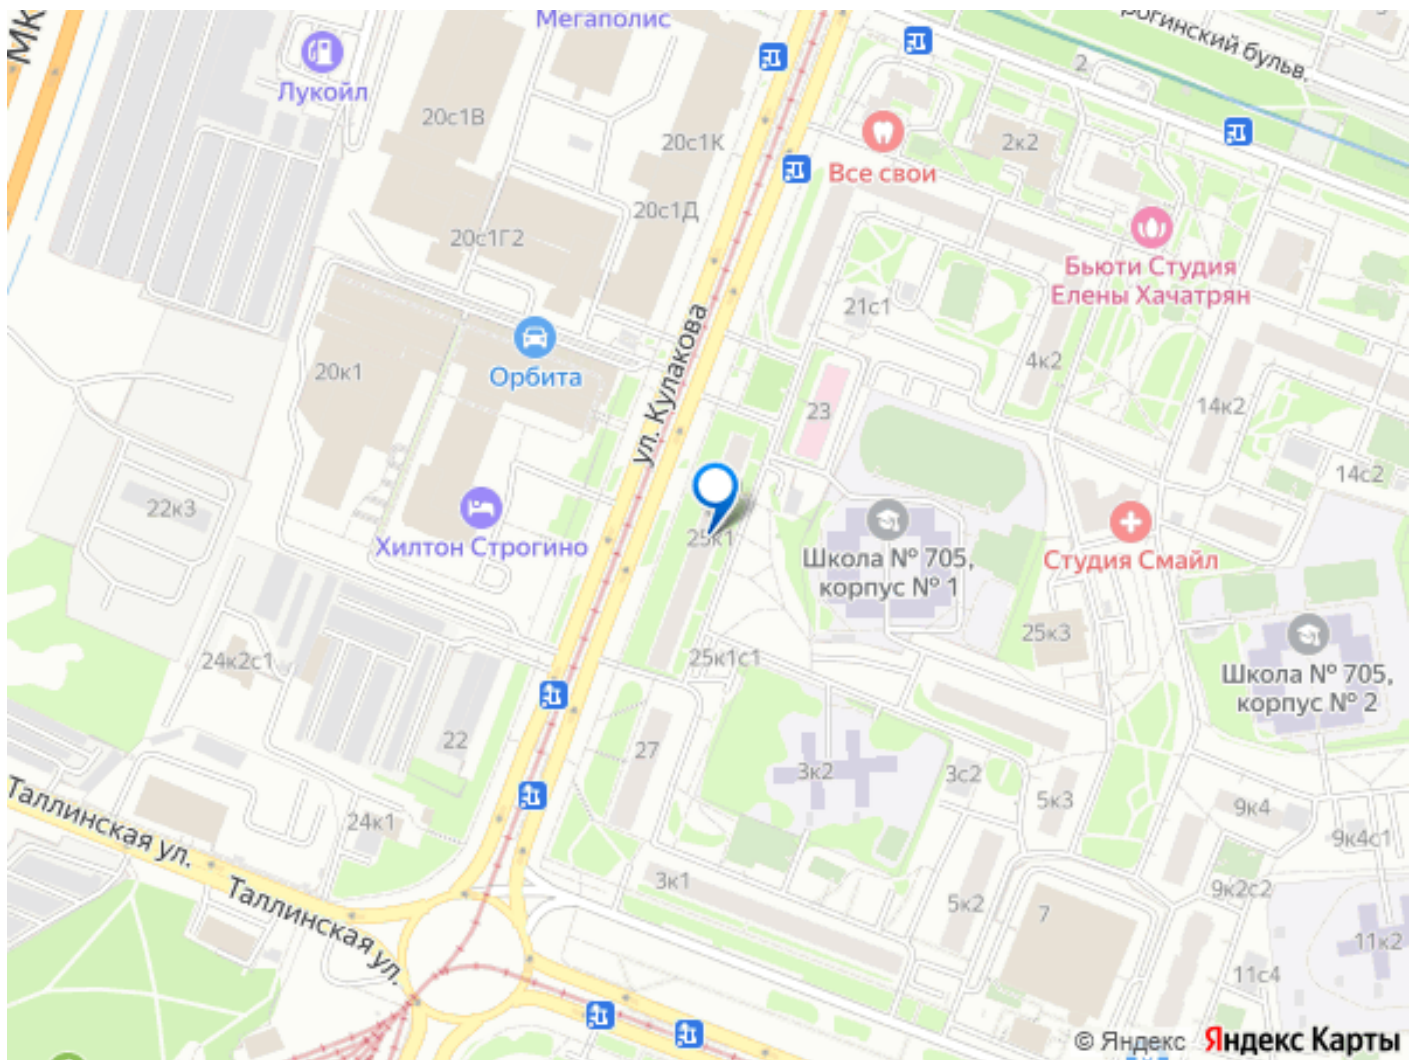 Мегаполис
МК
Лукойл
20с1В
20с1К
Все свои
2
2к2
рогинский бульв.
20с1Д
20с1Г2
Бьюти Студия
Елены Хачатрян
21с1
4к2
20к1
Орбита
ул. Кулакова
23
14к2
14с2
22к3
Хилтон Строгино
25к1
Школа № 705,
корпус № 1
Студия Смайл
25к3
24к2с1
25к1с1
Школа № 705,
корпус № 2
22
27
3к2
3с2
5к3
9к4
9к4с1
Таллинская ул.
24к1
3к1
5к2
7
9к2с2
11к2
Таллинская ул.
11с4
© Яндекс Яндекс Карты